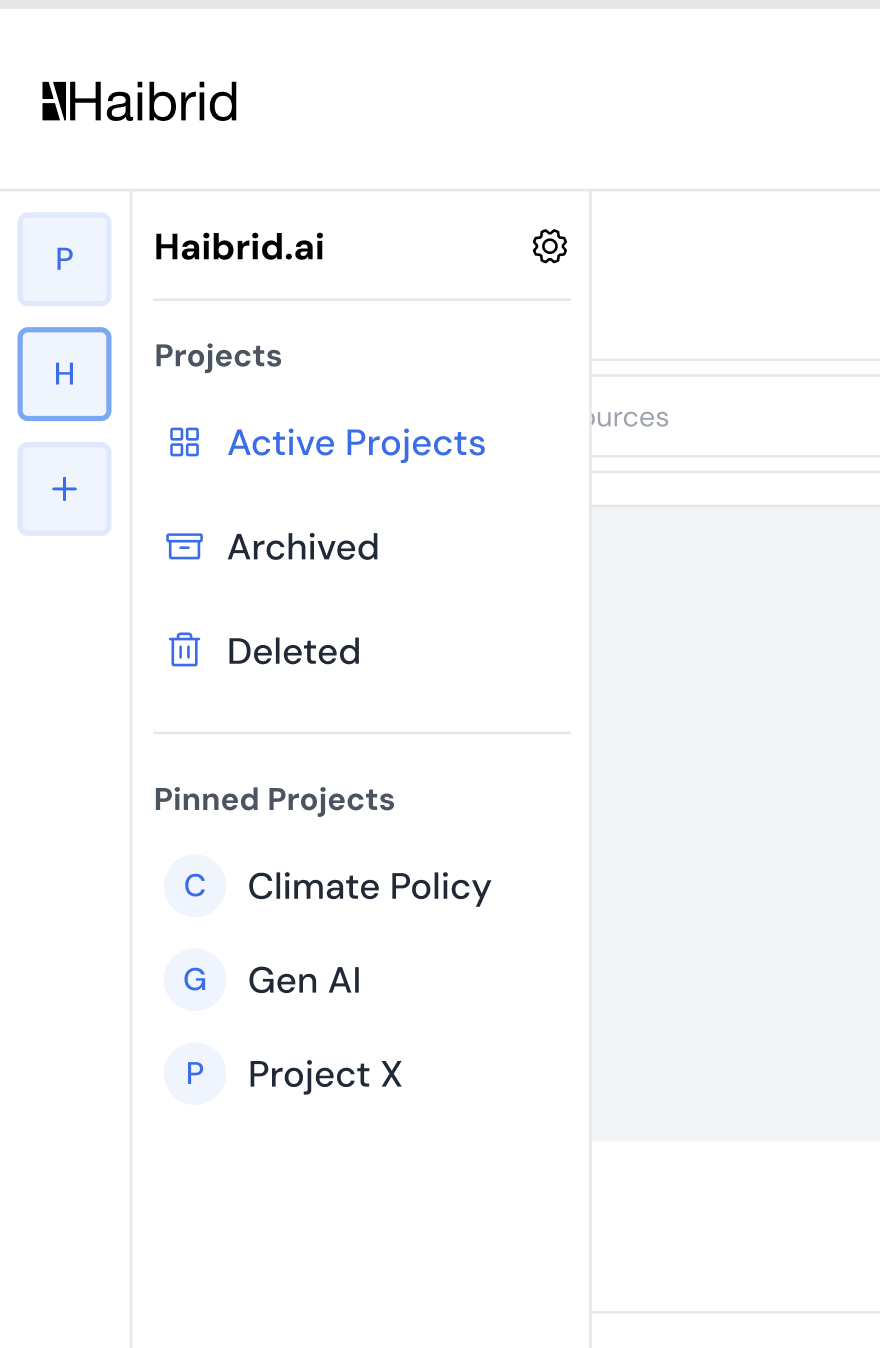 Haibrid
P
H
+
Haibrid.ai
Projects
Active Projects
Archived
Deleted
Pinned Projects
C Climate Policy
G Gen AI
P Project X